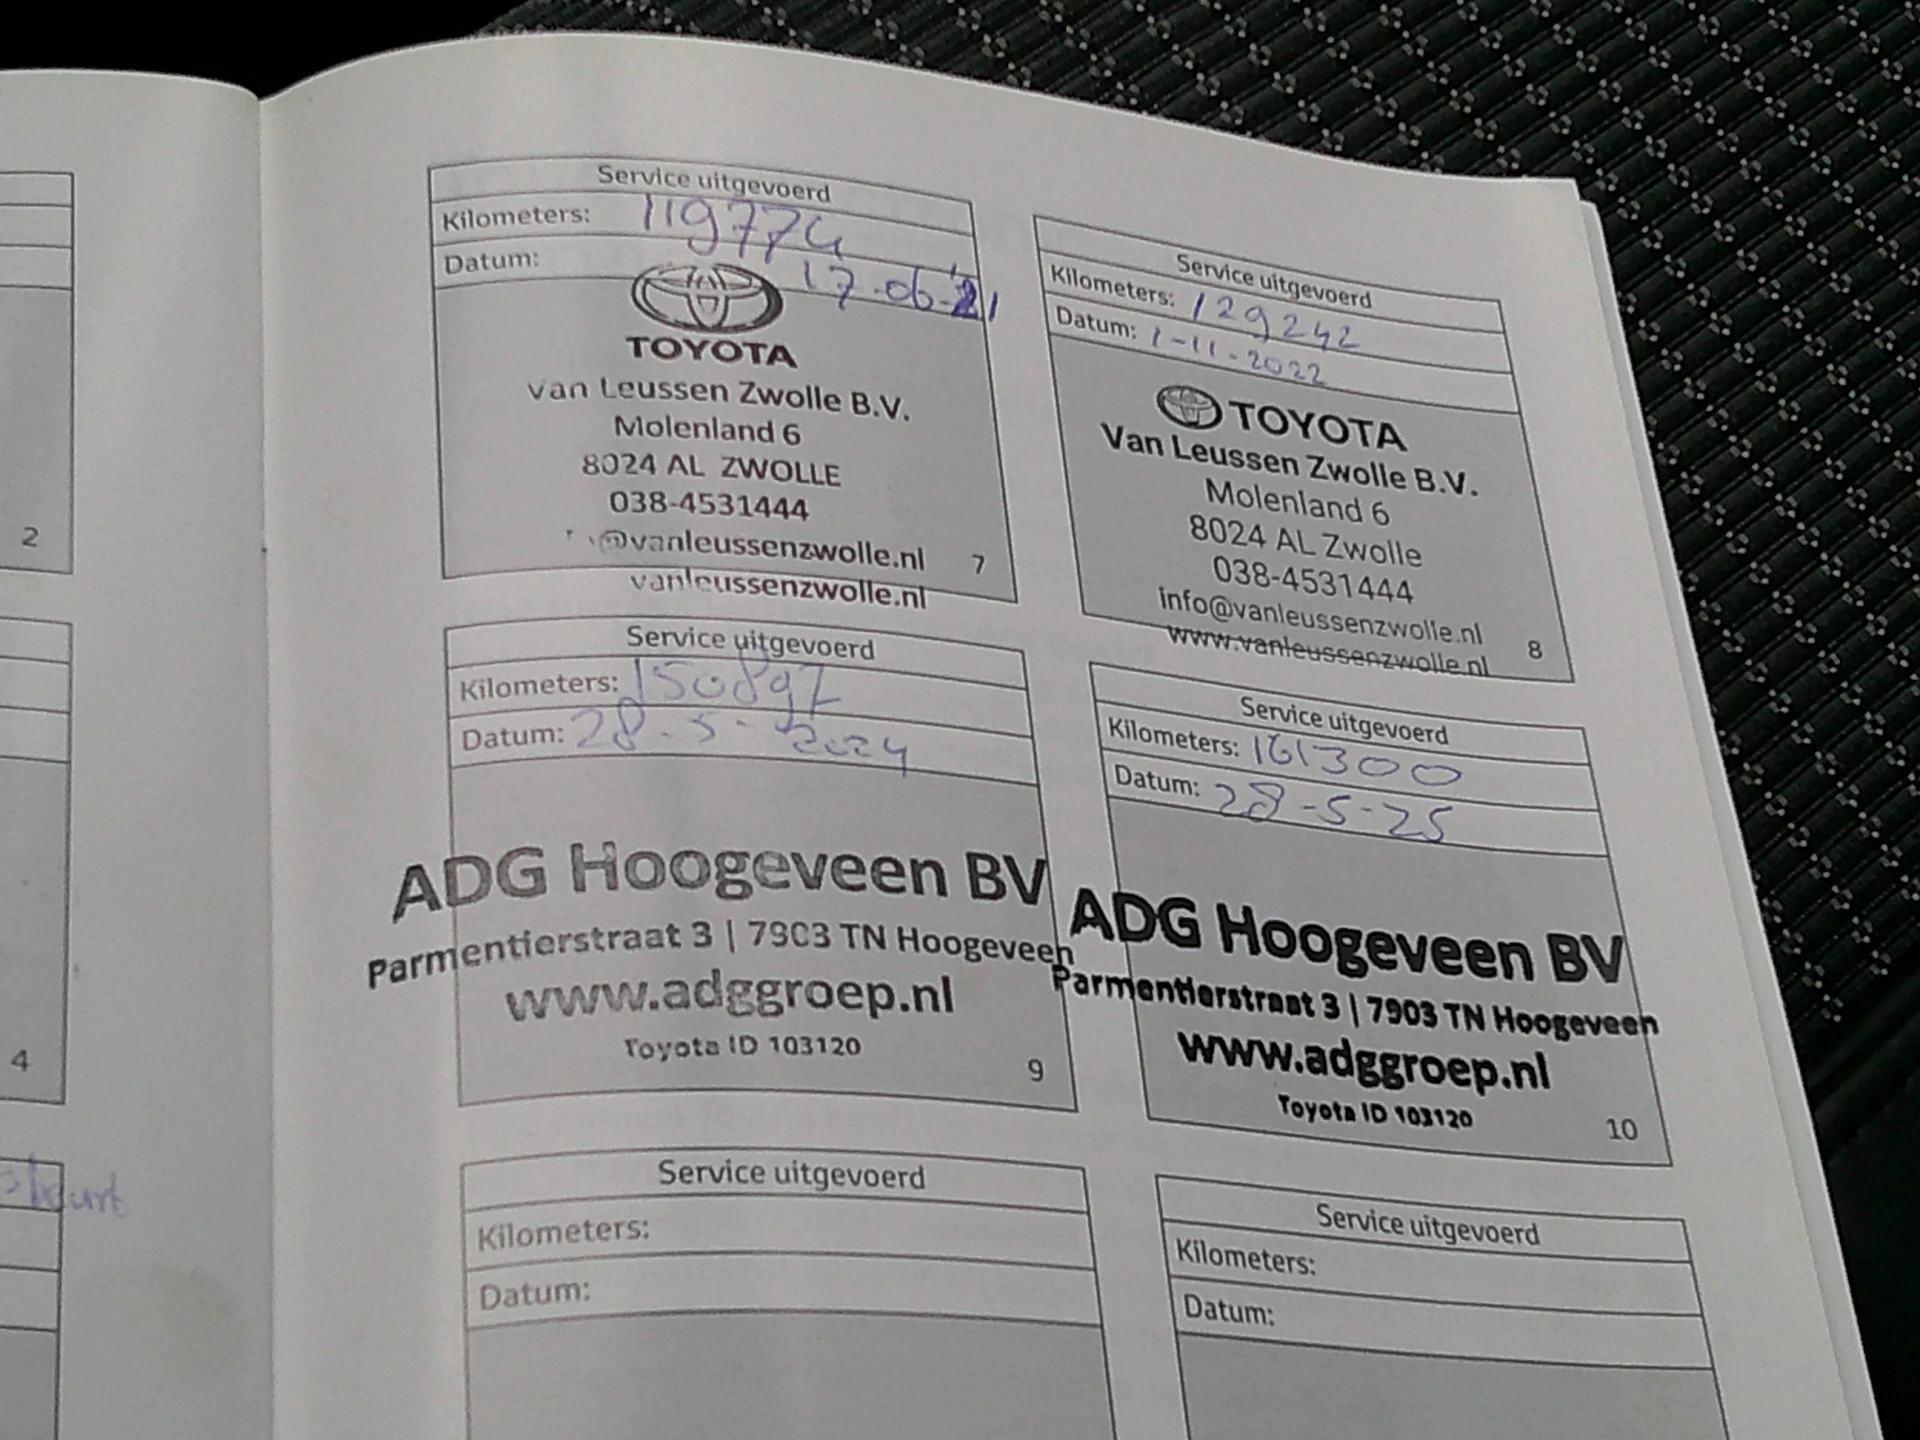 2
4
Service uitgevoerd
Kilometers: 119774
Datum: 17-06-'21
TOYOTA
van Leussen Zwolle B.V.
Molenland 6
8024 AL ZWOLLE
038-4531444
@vanleussenzwolle.nl
7
vanleussenzwolle.nl
Service uitgevoerd
Kilometers: 129242
Datum: 1-11-2022
TOYOTA
Van Leussen Zwolle B.V.
Molenland 6
8024 AL Zwolle
038-4531444
info@vanleussenzwolle.nl
8
www.vanleussenzwolle.nl
Service uitgevoerd
Kilometers: 150897
Datum: 28-5-2024
ADG Hoogeveen BV
Parmentierstraat 3 | 7903 TN Hoogeveen
www.adggroep.nl
Toyota ID 103120
9
Service uitgevoerd
Kilometers: 161300
Datum: 28-5-25
ADG Hoogeveen BV
Parmentierstraat 3 | 7903 TN Hoogeveen
www.adggroep.nl
Toyota ID 103120
10
Service uitgevoerd
Kilometers:
Datum:
Service uitgevoerd
Kilometers:
Datum: